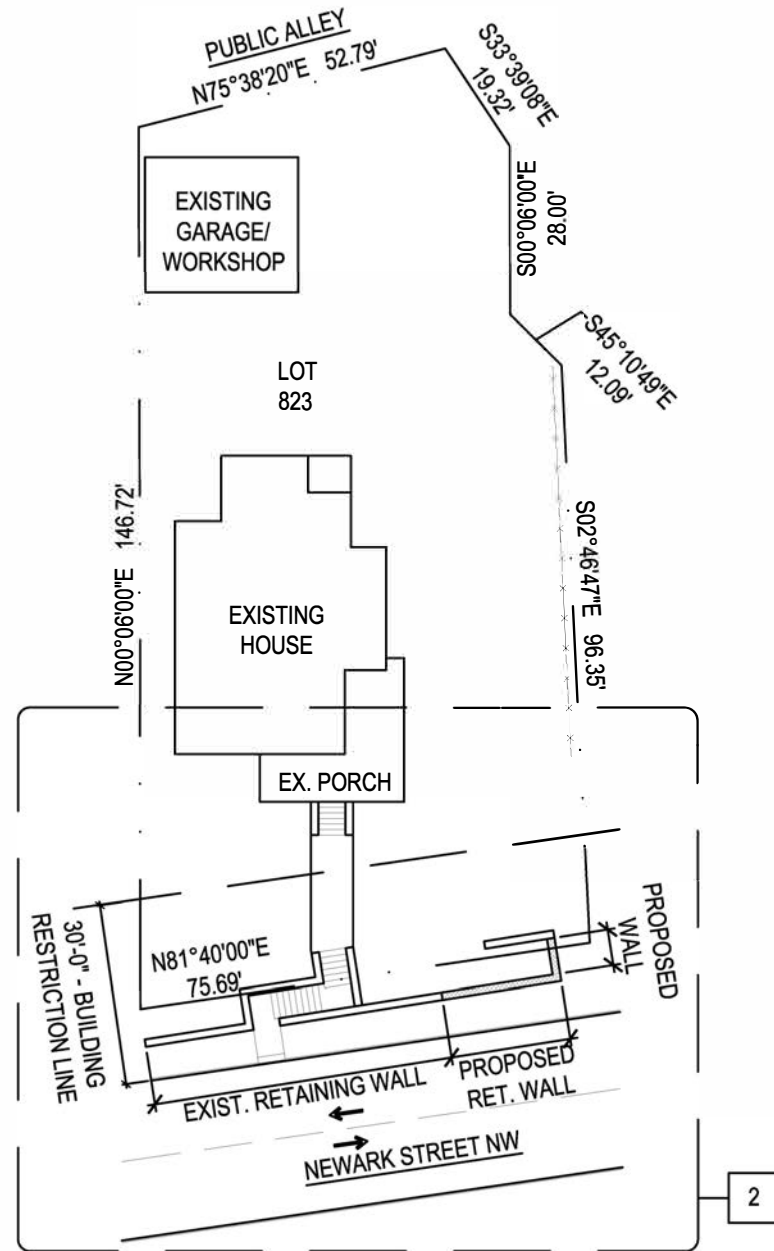 PUBLIC ALLEY
N75°38'20"E 52.79'
S33°39'08"E
19.32'
EXISTING
GARAGE/
WORKSHOP
S00°06'00"E
28.00'
S45°10'49"E
12.09'
LOT
823
N00°06'00"E 146.72'
S02°46'47"E 96.35'
EXISTING
HOUSE
EX. PORCH
30'-0" - BUILDING
RESTRICTION LINE
N81°40'00"E
75.69'
PROPOSED
WALL
EXIST. RETAINING WALL
PROPOSED
RET. WALL
NEWARK STREET NW
2